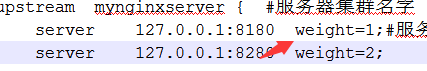 upstream mynginxserver { #服务器集群名字
server 127.0.0.1:8180 weight=1;#服
server 127.0.0.1:8280 weight=2;